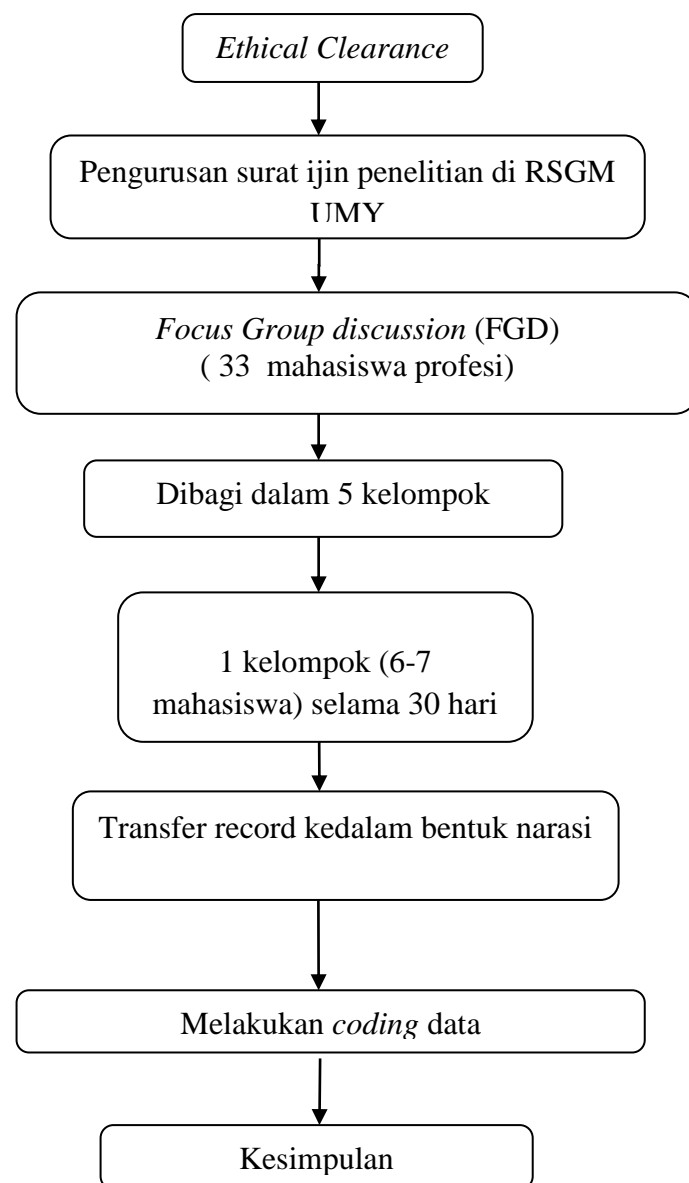 Ethical Clearance
Pengurusan surat ijin penelitian di RSGM
UMY
Focus Group discussion (FGD)
( 33 mahasiswa profesi)
Dibagi dalam 5 kelompok
1 kelompok (6-7
mahasiswa) selama 30 hari
Transfer record kedalam bentuk narasi
Melakukan coding data
Kesimpulan